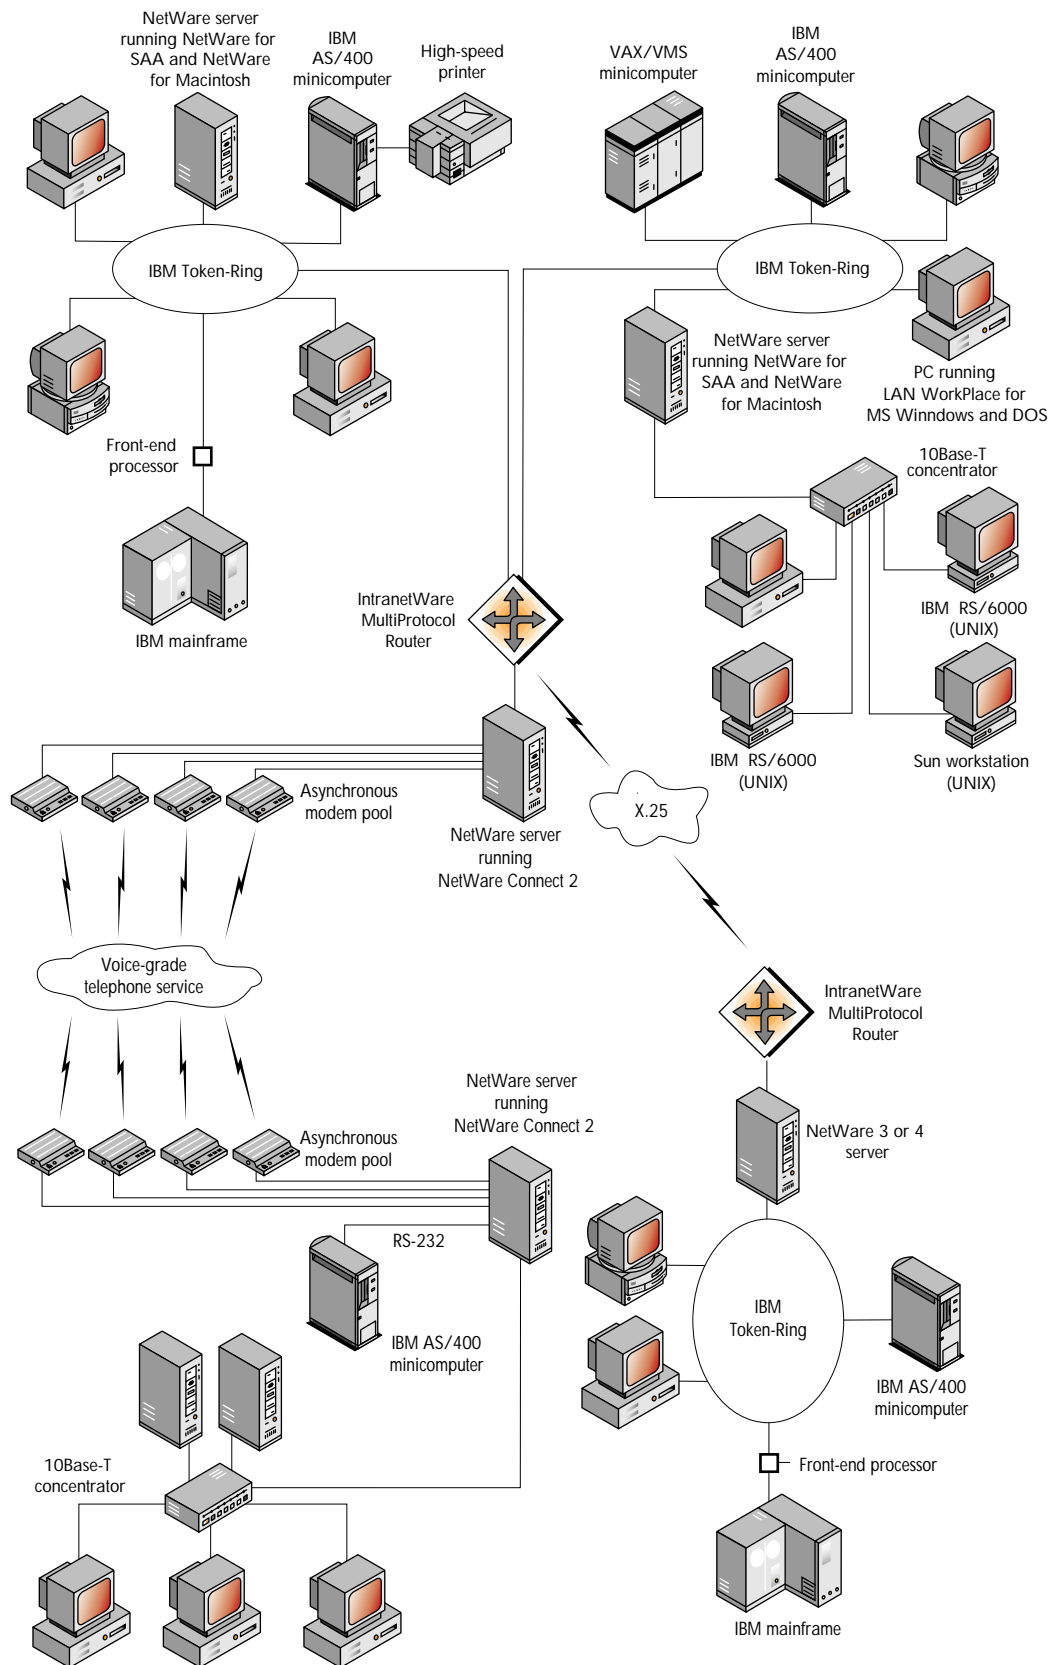 NetWare server
running NetWare for
SAA and NetWare
for Macintosh
IBM
AS/400
minicomputer
High-speed
printer
VAX/VMS
minicomputer
IBM
AS/400
minicomputer
IBM Token-Ring
IBM Token-Ring
NetWare server
running NetWare for
SAA and NetWare
for Macintosh
PC running
LAN WorkPlace for
MS Winndows and DOS
Front-end
processor
10Base-T
concentrator
IBM mainframe
IntranetWare
MultiProtocol
Router
IBM RS/6000
(UNIX)
IBM RS/6000
(UNIX)
Sun workstation
(UNIX)
Asynchronous
modem pool
X.25
NetWare server
running
NetWare Connect 2
Voice-grade
telephone service
IntranetWare
MultiProtocol
Router
NetWare server
running
NetWare Connect 2
Asynchronous
modem pool
NetWare 3 or 4
server
RS-232
IBM AS/400
minicomputer
IBM
Token-Ring
IBM AS/400
minicomputer
10Base-T
concentrator
Front-end processor
IBM mainframe